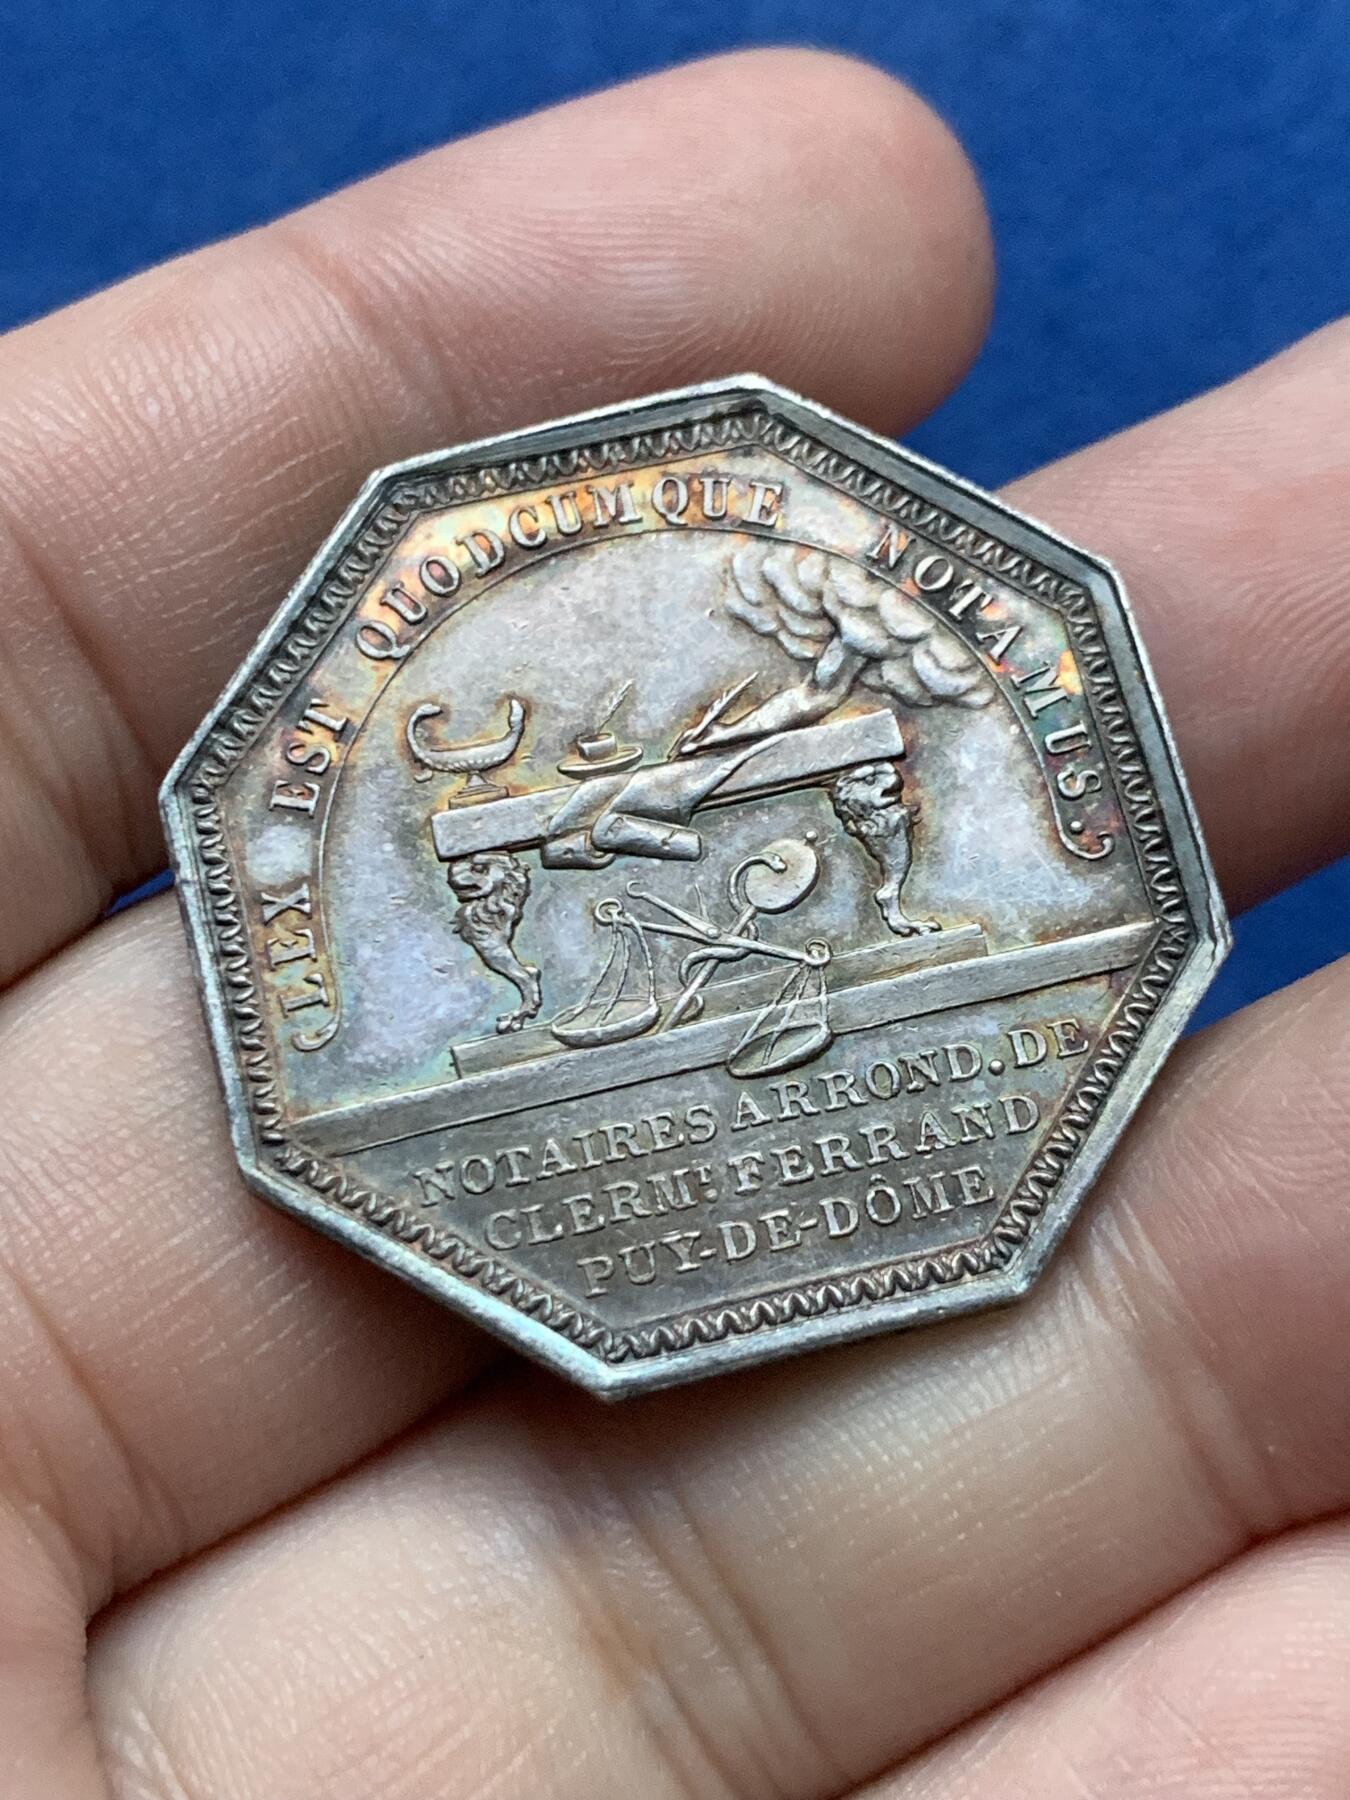 LEX EST QUODCUMQUE NOTAMUS.
NOTAIRES ARROND. DE
CLERMT. FERRAND
PUY-DE-DÔME